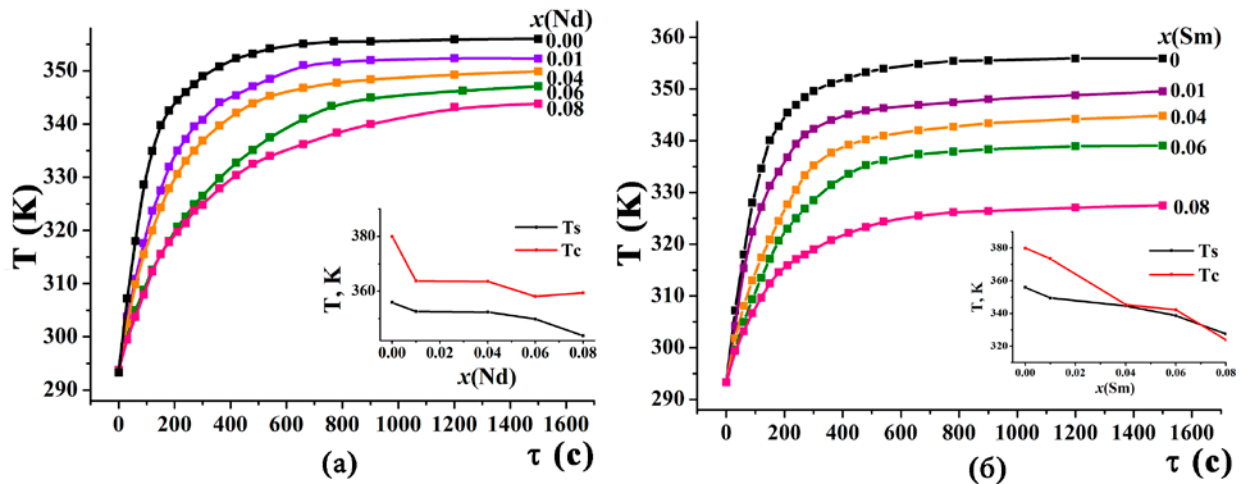 x(Nd)
0.00
0.01
0.04
0.06
0.08
T (K)
350
340
330
320
310
300
290
0 200 400 600 800 1000 1200 1400 1600
τ (с)
(а)
Ts
Tc
T, K
380
360
0.00 0.02 0.04 0.06 0.08
x(Nd)
x(Sm)
0
0.01
0.04
0.06
0.08
T (K)
360
350
340
330
320
310
300
290
0 200 400 600 800 1000 1200 1400 1600
τ (с)
(б)
Ts
Tc
T, K
380
360
340
320
0.00 0.02 0.04 0.06 0.08
x(Sm)